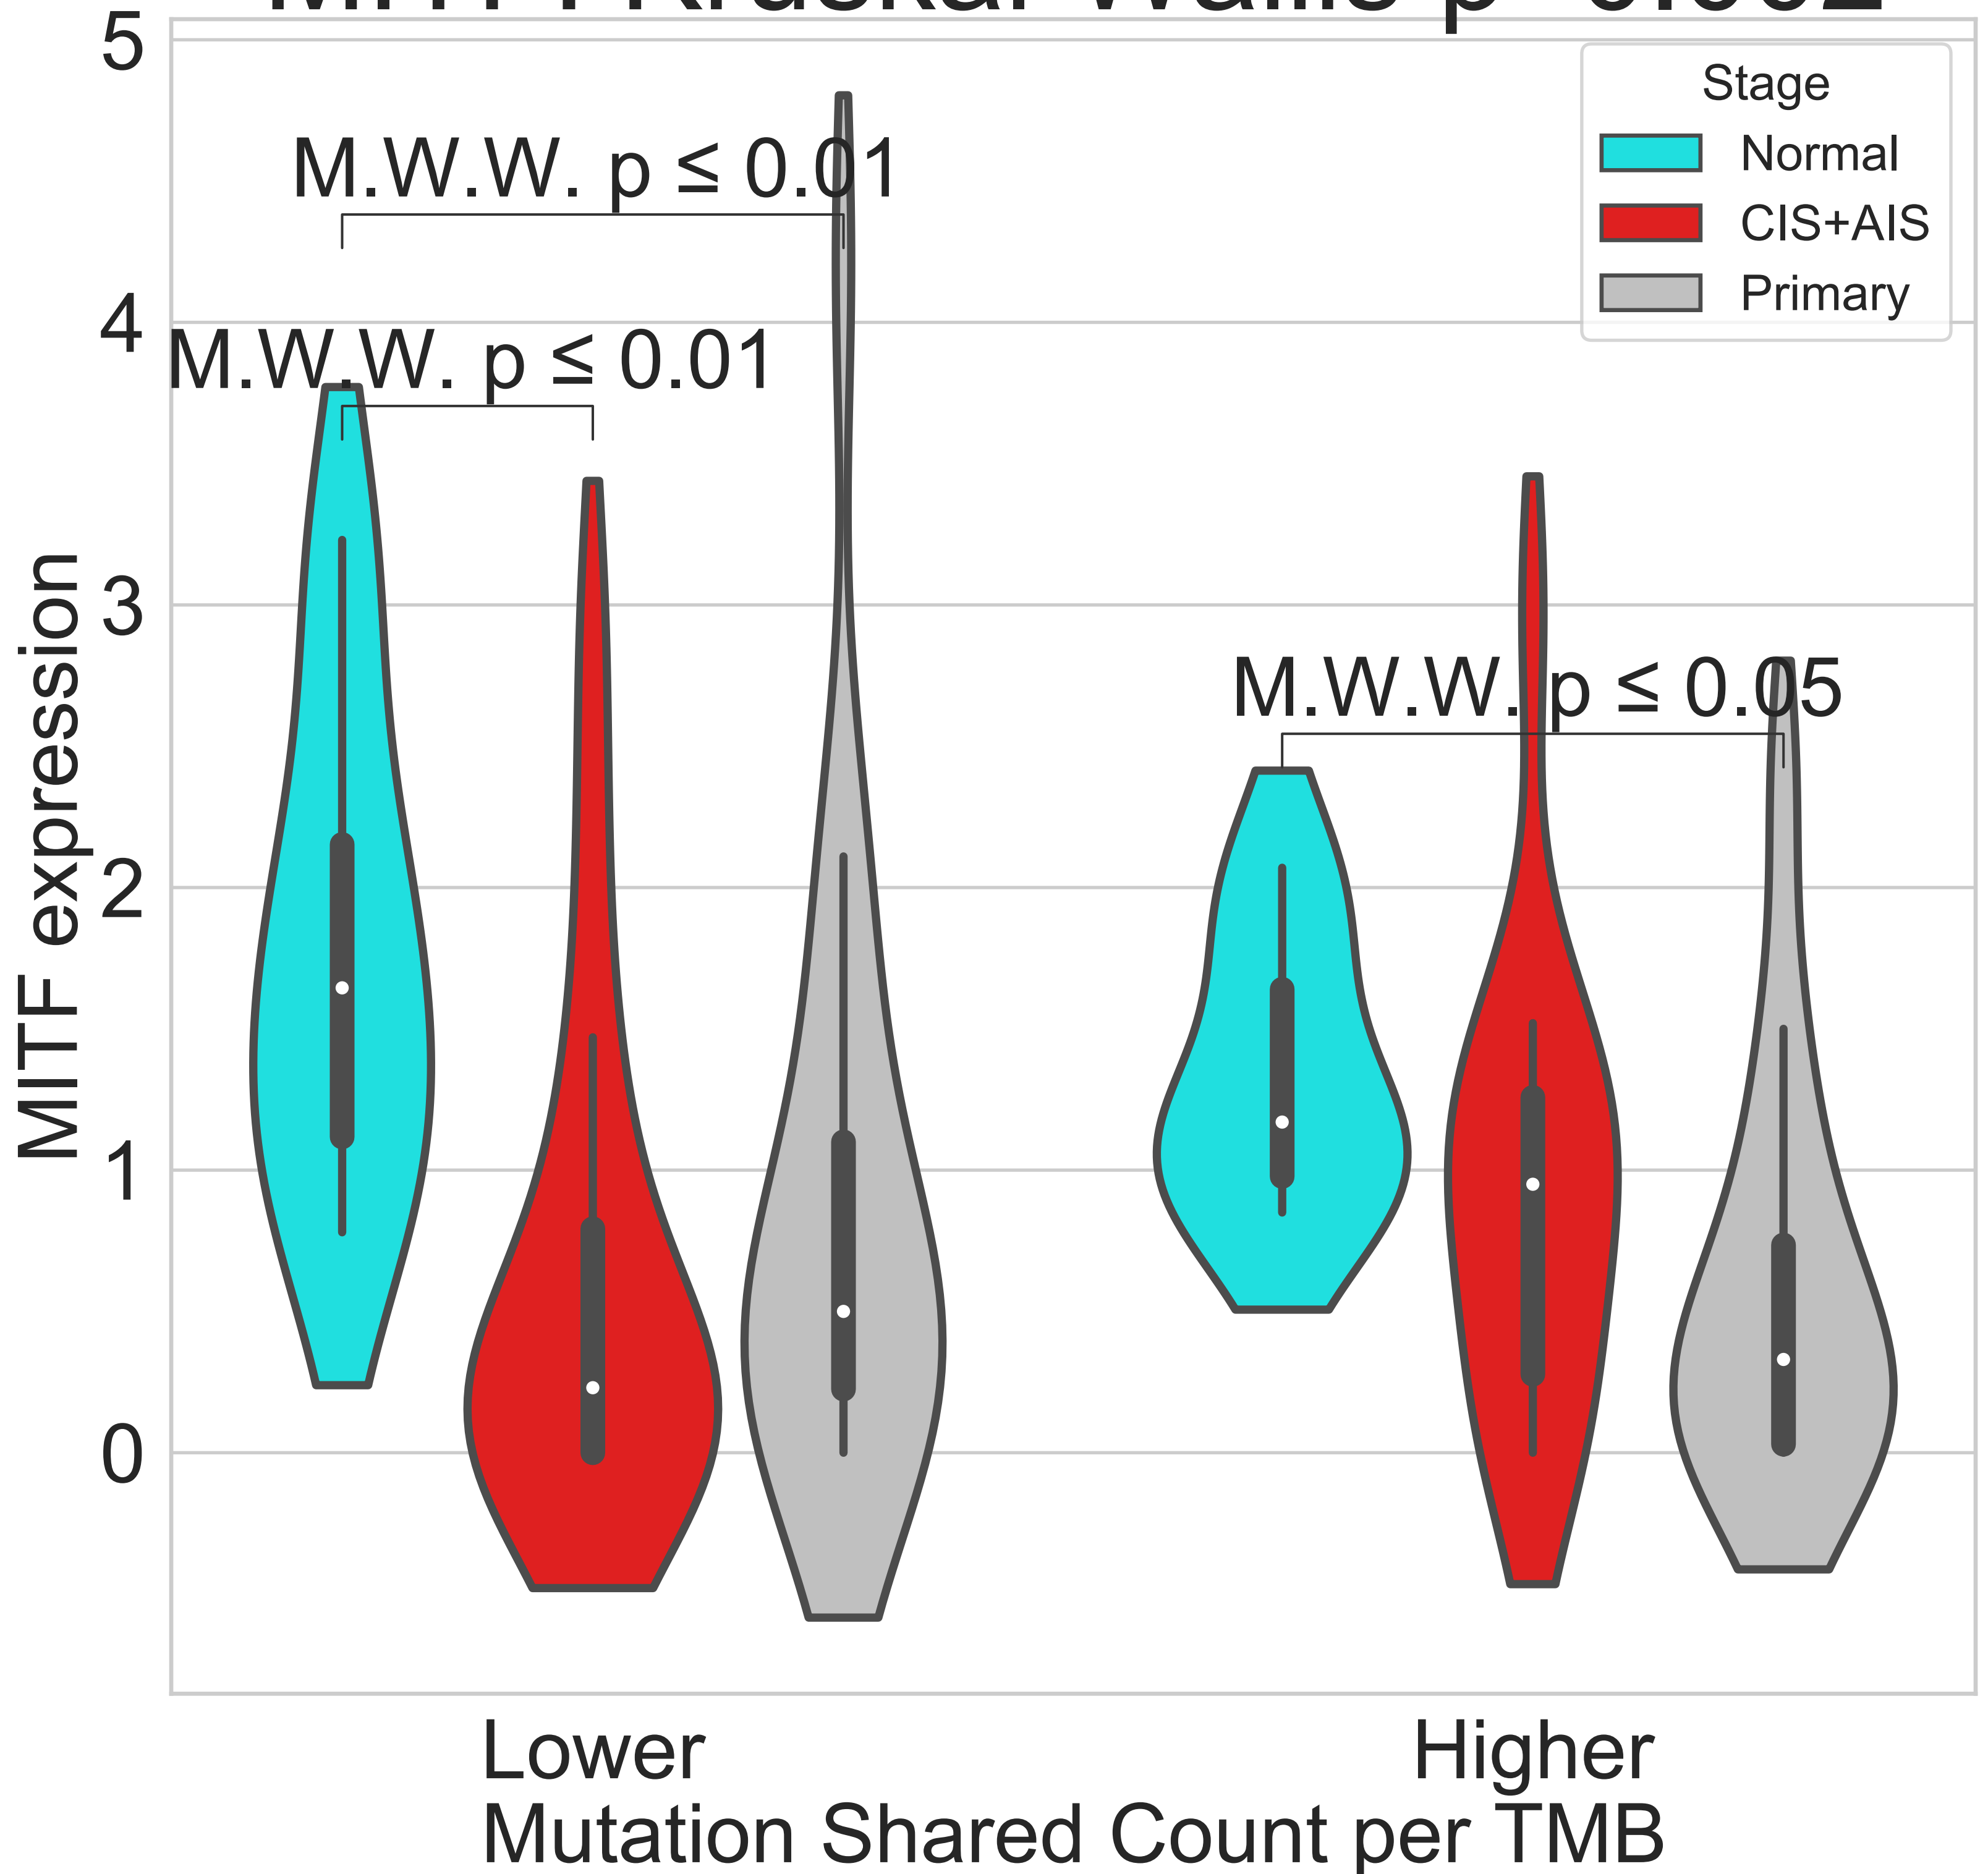 5
M.W.W. p ≤ 0.01
4
M.W.W. p ≤ 0.01
3
M.W.W. p ≤ 0.05
2
1
0
MITF expression
Stage
Normal
CIS+AIS
Primary
Lower
Higher
Mutation Shared Count per TMB